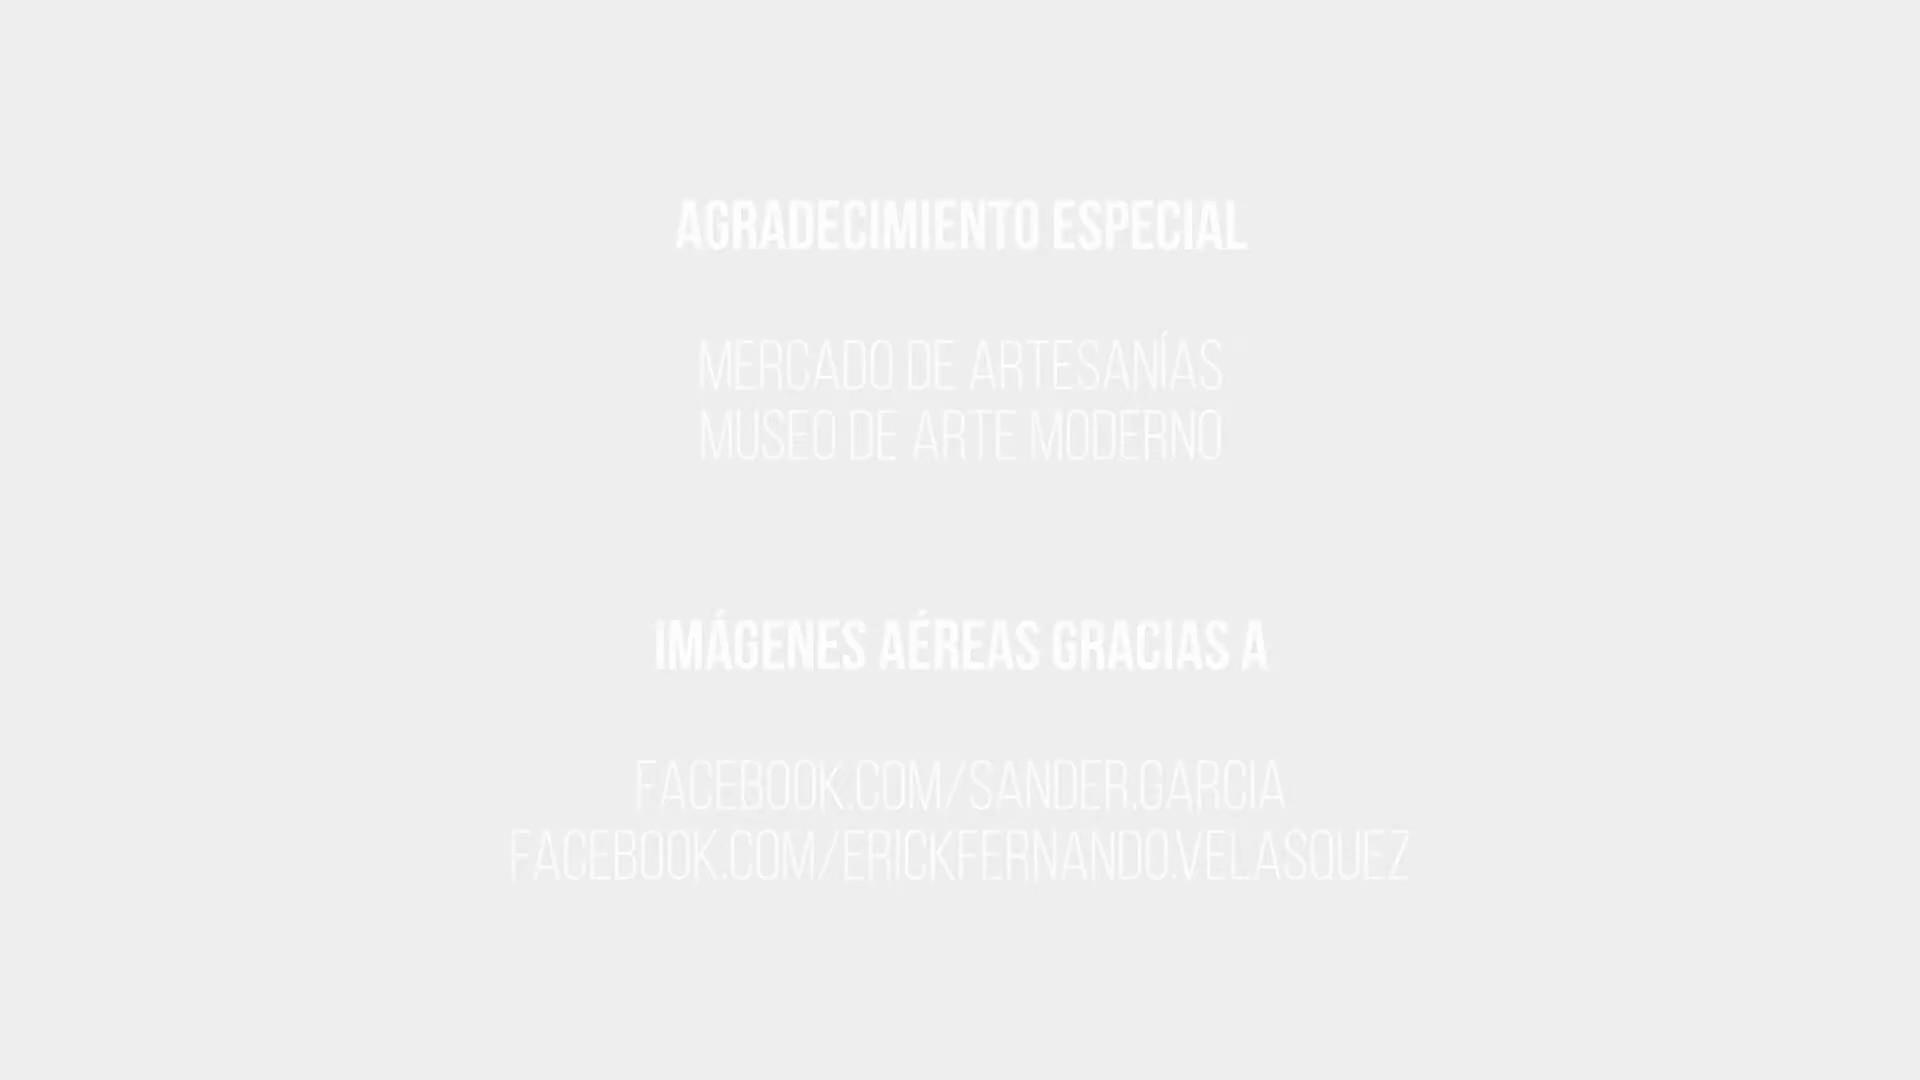 AGRADECIMIENTO ESPECIAL
MERCADO DE ARTESANÍAS
MUSEO DE ARTE MODERNO
IMÁGENES AÉREAS GRACIAS A
FACEBOOK.COM/SANDER.GARCIA
FACEBOOK.COM/ERICKFERNANDO.VELASQUEZ